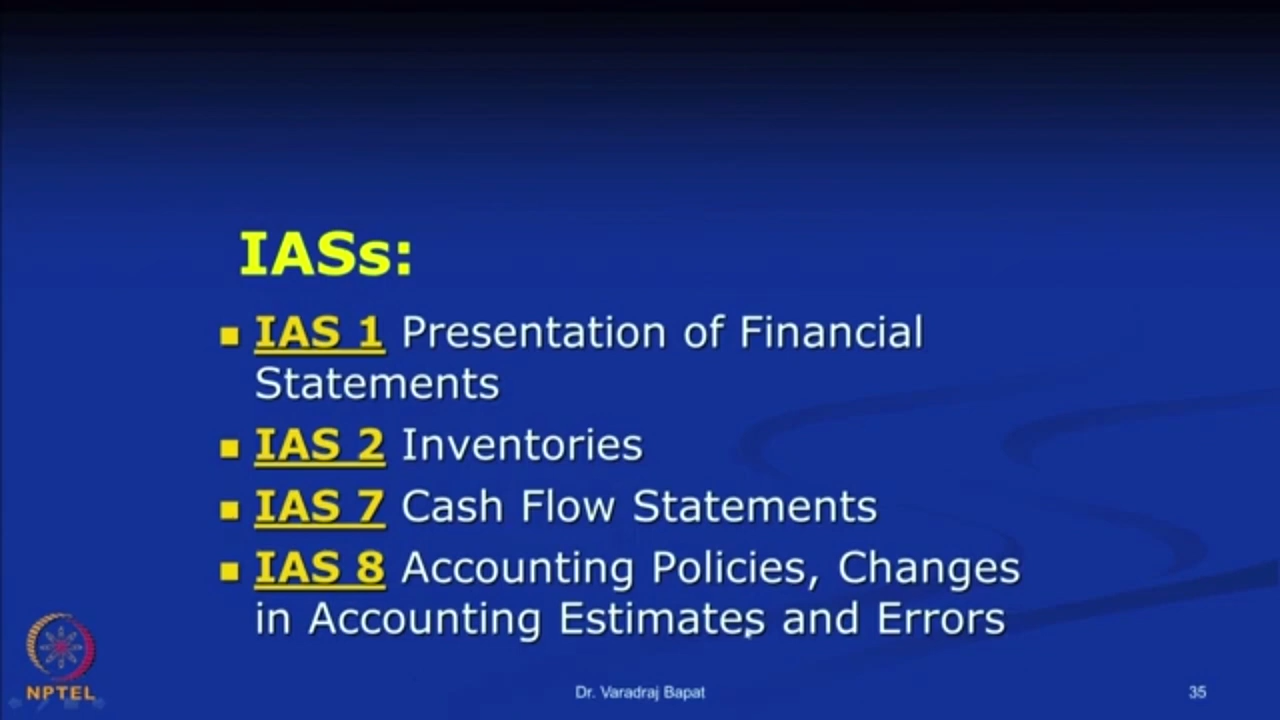 IASs:
IAS 1 Presentation of Financial
Statements
IAS 2 Inventories
IAS 7 Cash Flow Statements
IAS 8 Accounting Policies, Changes
in Accounting Estimates and Errors
NPTEL
Dr. Varadraj Bapat
35